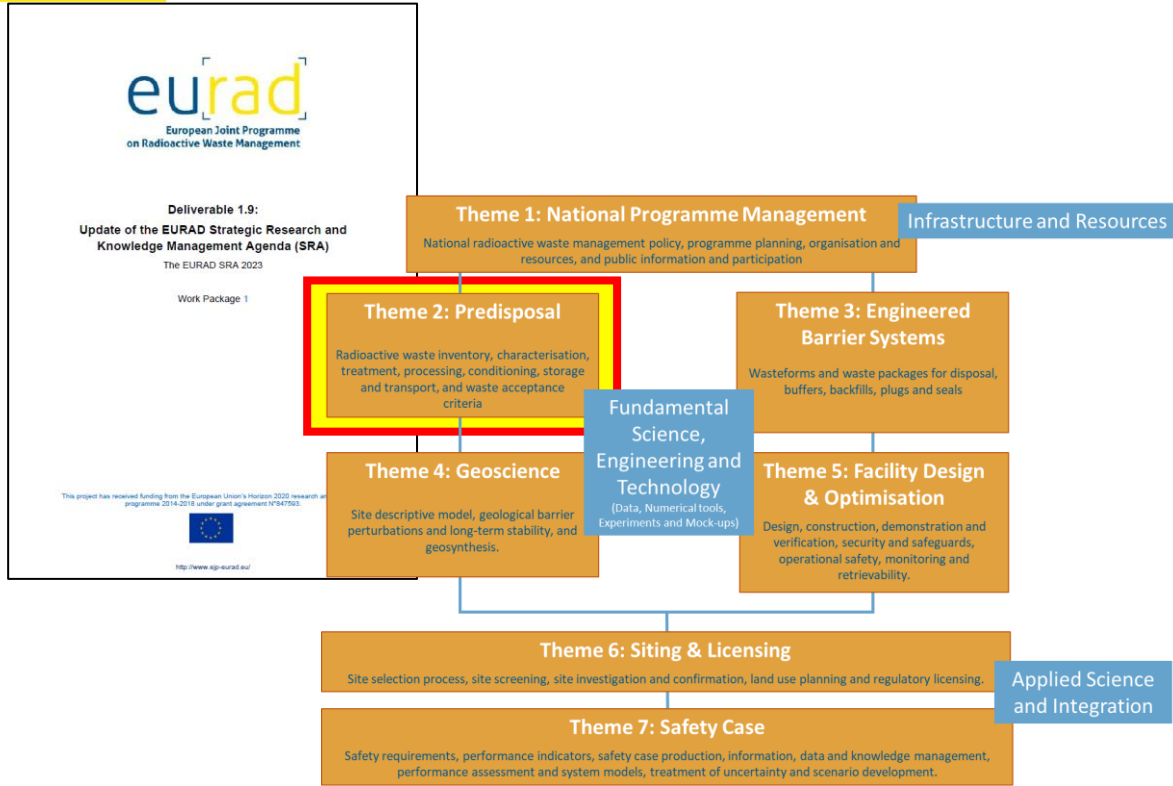 eurad
European Joint Programme
on Radioactive Waste Management
Deliverable 1.9:
Update of the EURAD Strategic Research and
Knowledge Management Agenda (SRA)
The EURAD SRA 2023
Work Package 1
This project has received funding from the European Union's Horizon 2020 research an
programme 2014-2018 under grant agreement N°847593.
http://www.ejp-eurad.eu/
Theme 1: National Programme Management
National radioactive waste management policy, programme planning, organisation and
resources, and public information and participation
Infrastructure and Resources
Theme 2: Predisposal
Radioactive waste inventory, characterisation,
treatment, processing, conditioning, storage
and transport, and waste acceptance
criteria
Theme 3: Engineered
Barrier Systems
Wasteforms and waste packages for disposal,
buffers, backfills, plugs and seals
Fundamental
Science,
Engineering and
Technology
(Data, Numerical tools,
Experiments and Mock-ups)
Theme 4: Geoscience
Site descriptive model, geological barrier
perturbations and long-term stability, and
geosynthesis.
Theme 5: Facility Design
& Optimisation
Design, construction, demonstration and
verification, security and safeguards,
operational safety, monitoring and
retrievability.
Theme 6: Siting & Licensing
Site selection process, site screening, site investigation and confirmation, land use planning and regulatory licensing.
Applied Science
and Integration
Theme 7: Safety Case
Safety requirements, performance indicators, safety case production, information, data and knowledge management,
performance assessment and system models, treatment of uncertainty and scenario development.